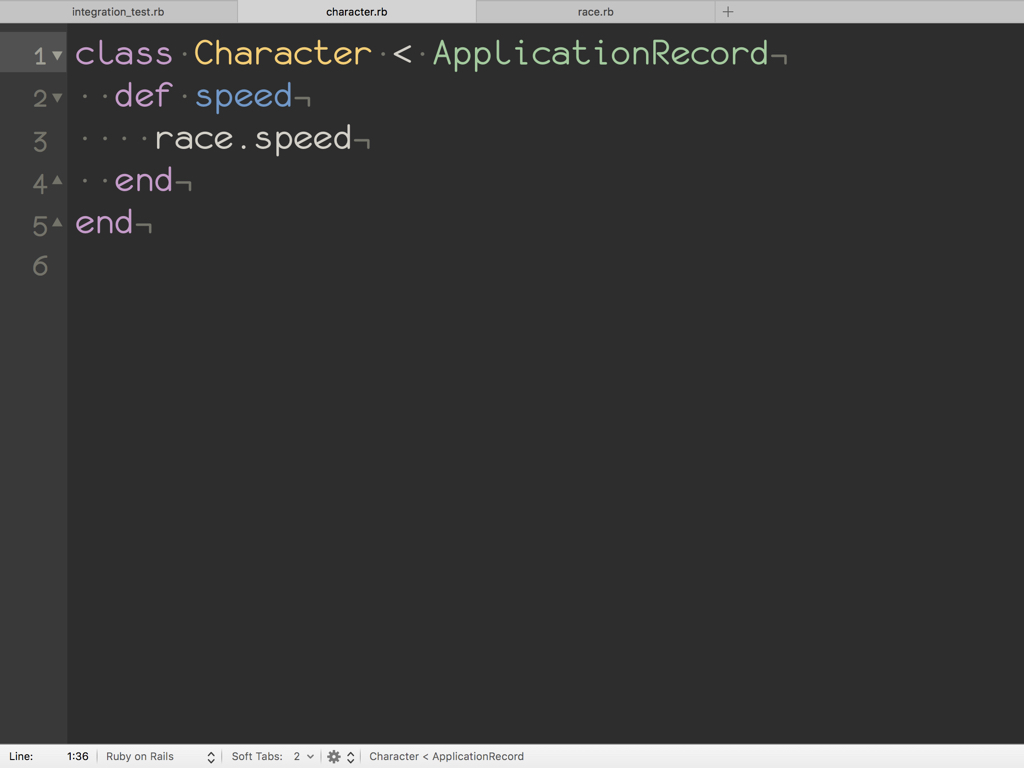 integration_test.rb character.rb race.rb +
1 class Character < ApplicationRecord¬
2 def speed¬
3 race.speed¬
4 end¬
5 end¬
6
Line: 1:36 Ruby on Rails Soft Tabs: 2 Character < ApplicationRecord